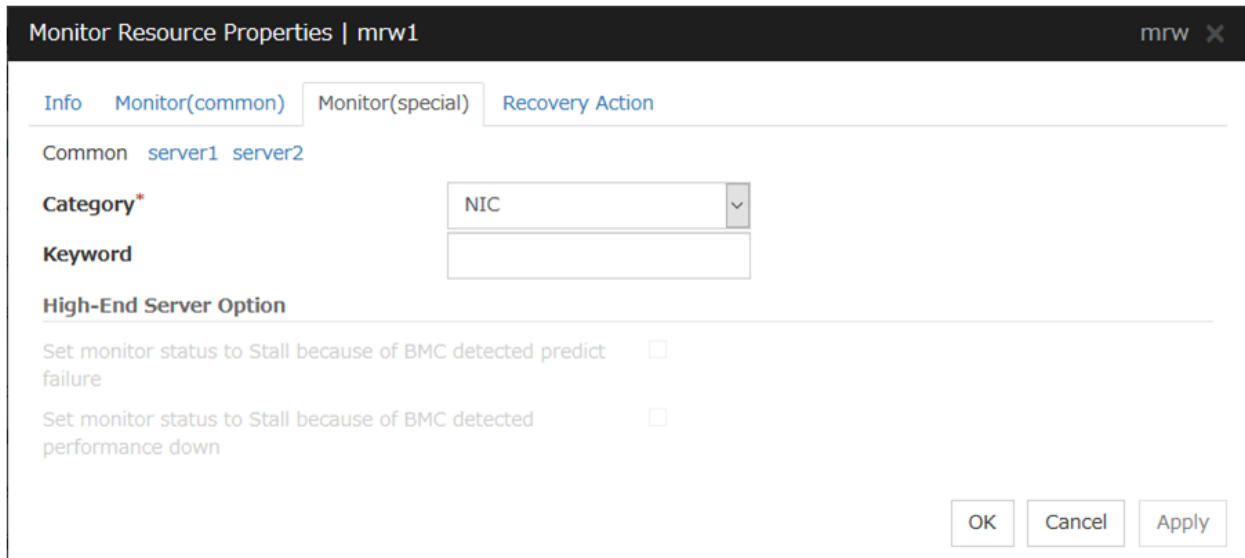 Monitor Resource Properties | mrw1 mrw ×
Info Monitor(common) Monitor(special) Recovery Action
Common server1 server2
Category* NIC
Keyword
High-End Server Option
Set monitor status to Stall because of BMC detected predict
failure
Set monitor status to Stall because of BMC detected
performance down
OK Cancel Apply